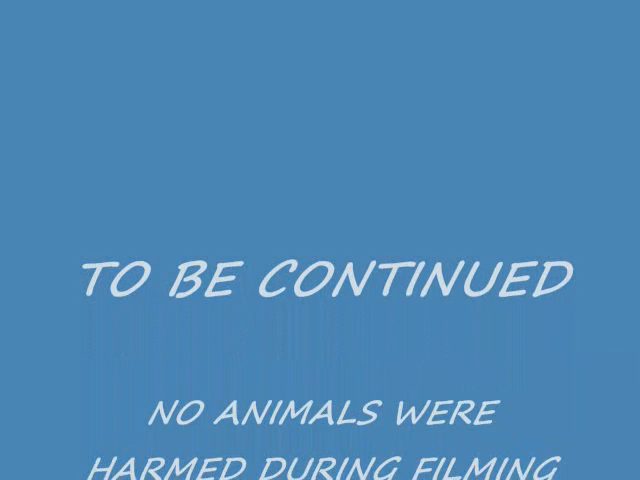 TO BE CONTINUED
NO ANIMALS WERE
HARMED DURING FILMING